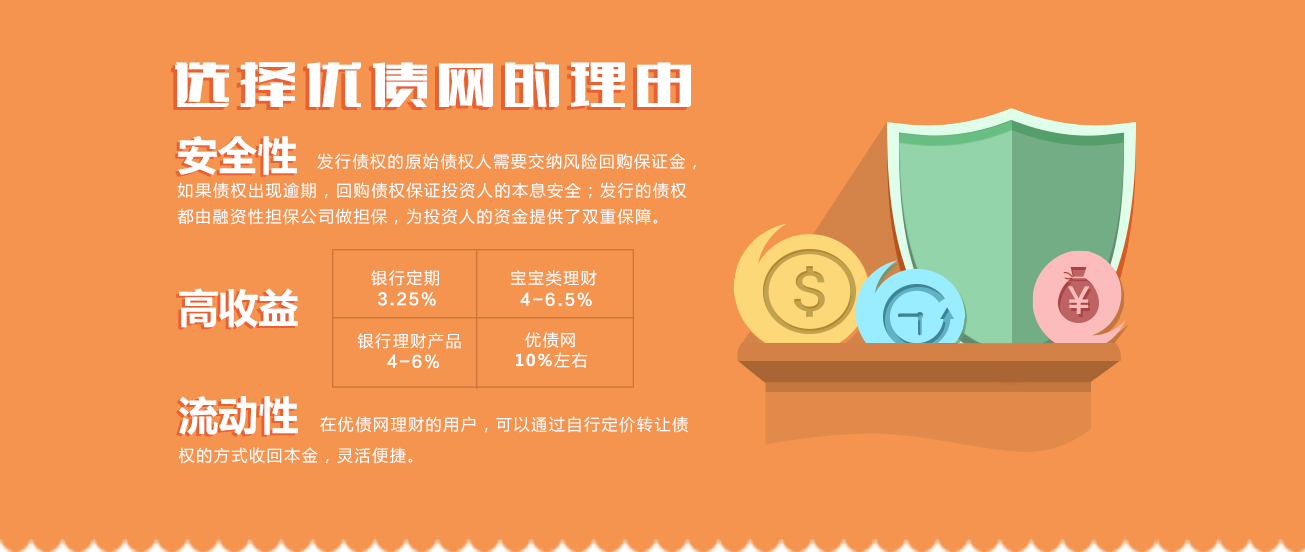 选择优债网的理由
安全性 发行债权的原始债权人需要交纳风险回购保证金，
如果债权出现逾期，回购债权保证投资人的本息安全；发行的债权
都由融资性担保公司做担保，为投资人的资金提供了双重保障。
高收益
银行定期 宝宝类理财
3.25% 4-6.5%
银行理财产品 优债网
4-6% 10%左右
流动性 在优债网理财的用户，可以通过自行定价转让债
权的方式收回本金，灵活便捷。
$
¥